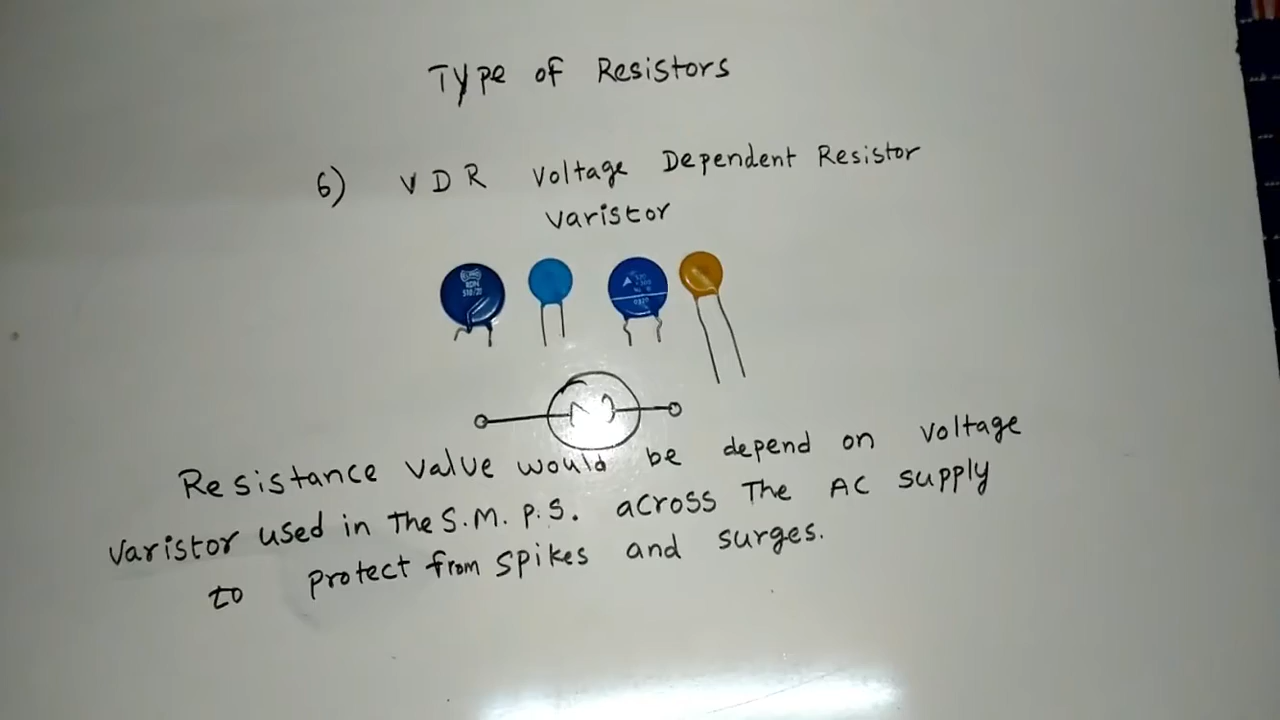 Type of Resistors
6) VDR Voltage Dependent Resistor
Varistor
Resistance value would be depend on voltage
Varistor used in the S.M.P.S. across The AC supply
to protect from spikes and surges.